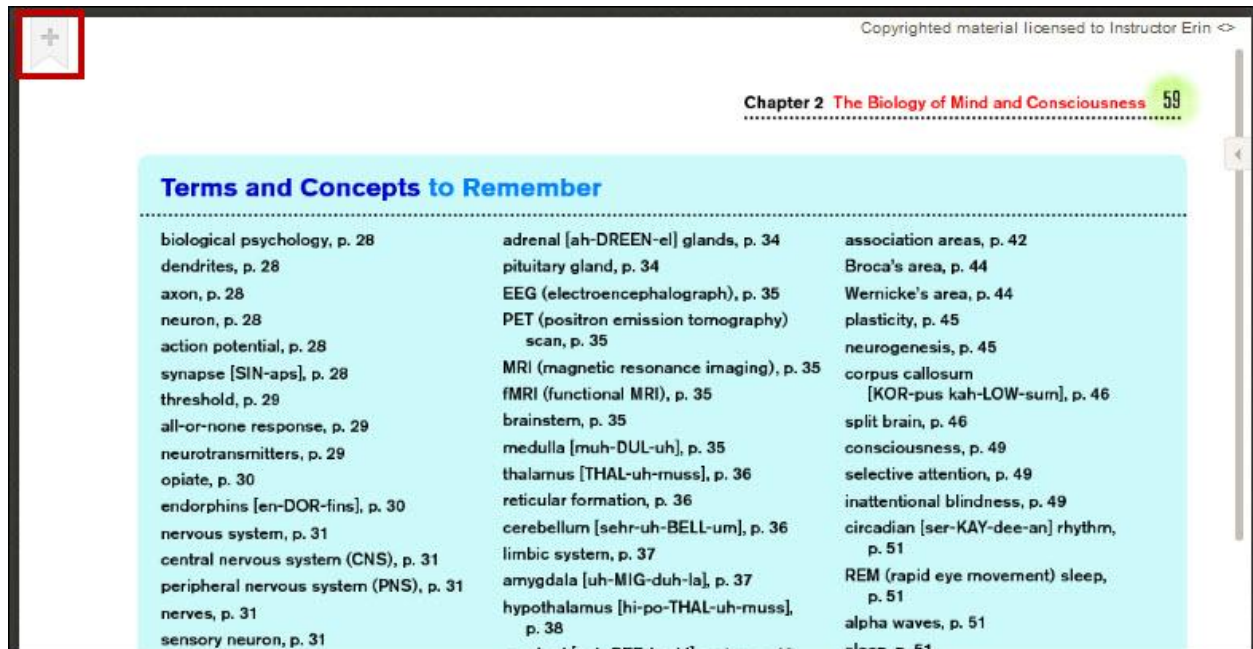 Copyrighted material licensed to Instructor Erin <>
Chapter 2 The Biology of Mind and Consciousness 59
Terms and Concepts to Remember
biological psychology, p. 28
dendrites, p. 28
axon, p. 28
neuron, p. 28
action potential, p. 28
synapse [SIN-aps], p. 28
threshold, p. 29
all-or-none response, p. 29
neurotransmitters, p. 29
opiate, p. 30
endorphins [en-DOR-fins], p. 30
nervous system, p. 31
central nervous system (CNS), p. 31
peripheral nervous system (PNS), p. 31
nerves, p. 31
sensory neuron, p. 31
adrenal [ah-DREEN-el] glands, p. 34
pituitary gland, p. 34
EEG (electroencephalograph), p. 35
PET (positron emission tomography)
scan, p. 35
MRI (magnetic resonance imaging), p. 35
fMRI (functional MRI), p. 35
brainstem, p. 35
medulla [muh-DUL-uh], p. 35
thalamus [THAL-uh-muss], p. 36
reticular formation, p. 36
cerebellum [sehr-uh-BELL-um], p. 36
limbic system, p. 37
amygdala [uh-MIG-duh-la], p. 37
hypothalamus [hi-po-THAL-uh-muss],
p. 38
association areas, p. 42
Broca's area, p. 44
Wernicke's area, p. 44
plasticity, p. 45
neurogenesis, p. 45
corpus callosum
[KOR-pus kah-LOW-sum], p. 46
split brain, p. 46
consciousness, p. 49
selective attention, p. 49
inattentional blindness, p. 49
circadian [ser-KAY-dee-an] rhythm,
p. 51
REM (rapid eye movement) sleep,
p. 51
alpha waves, p. 51
sleep, p. 51